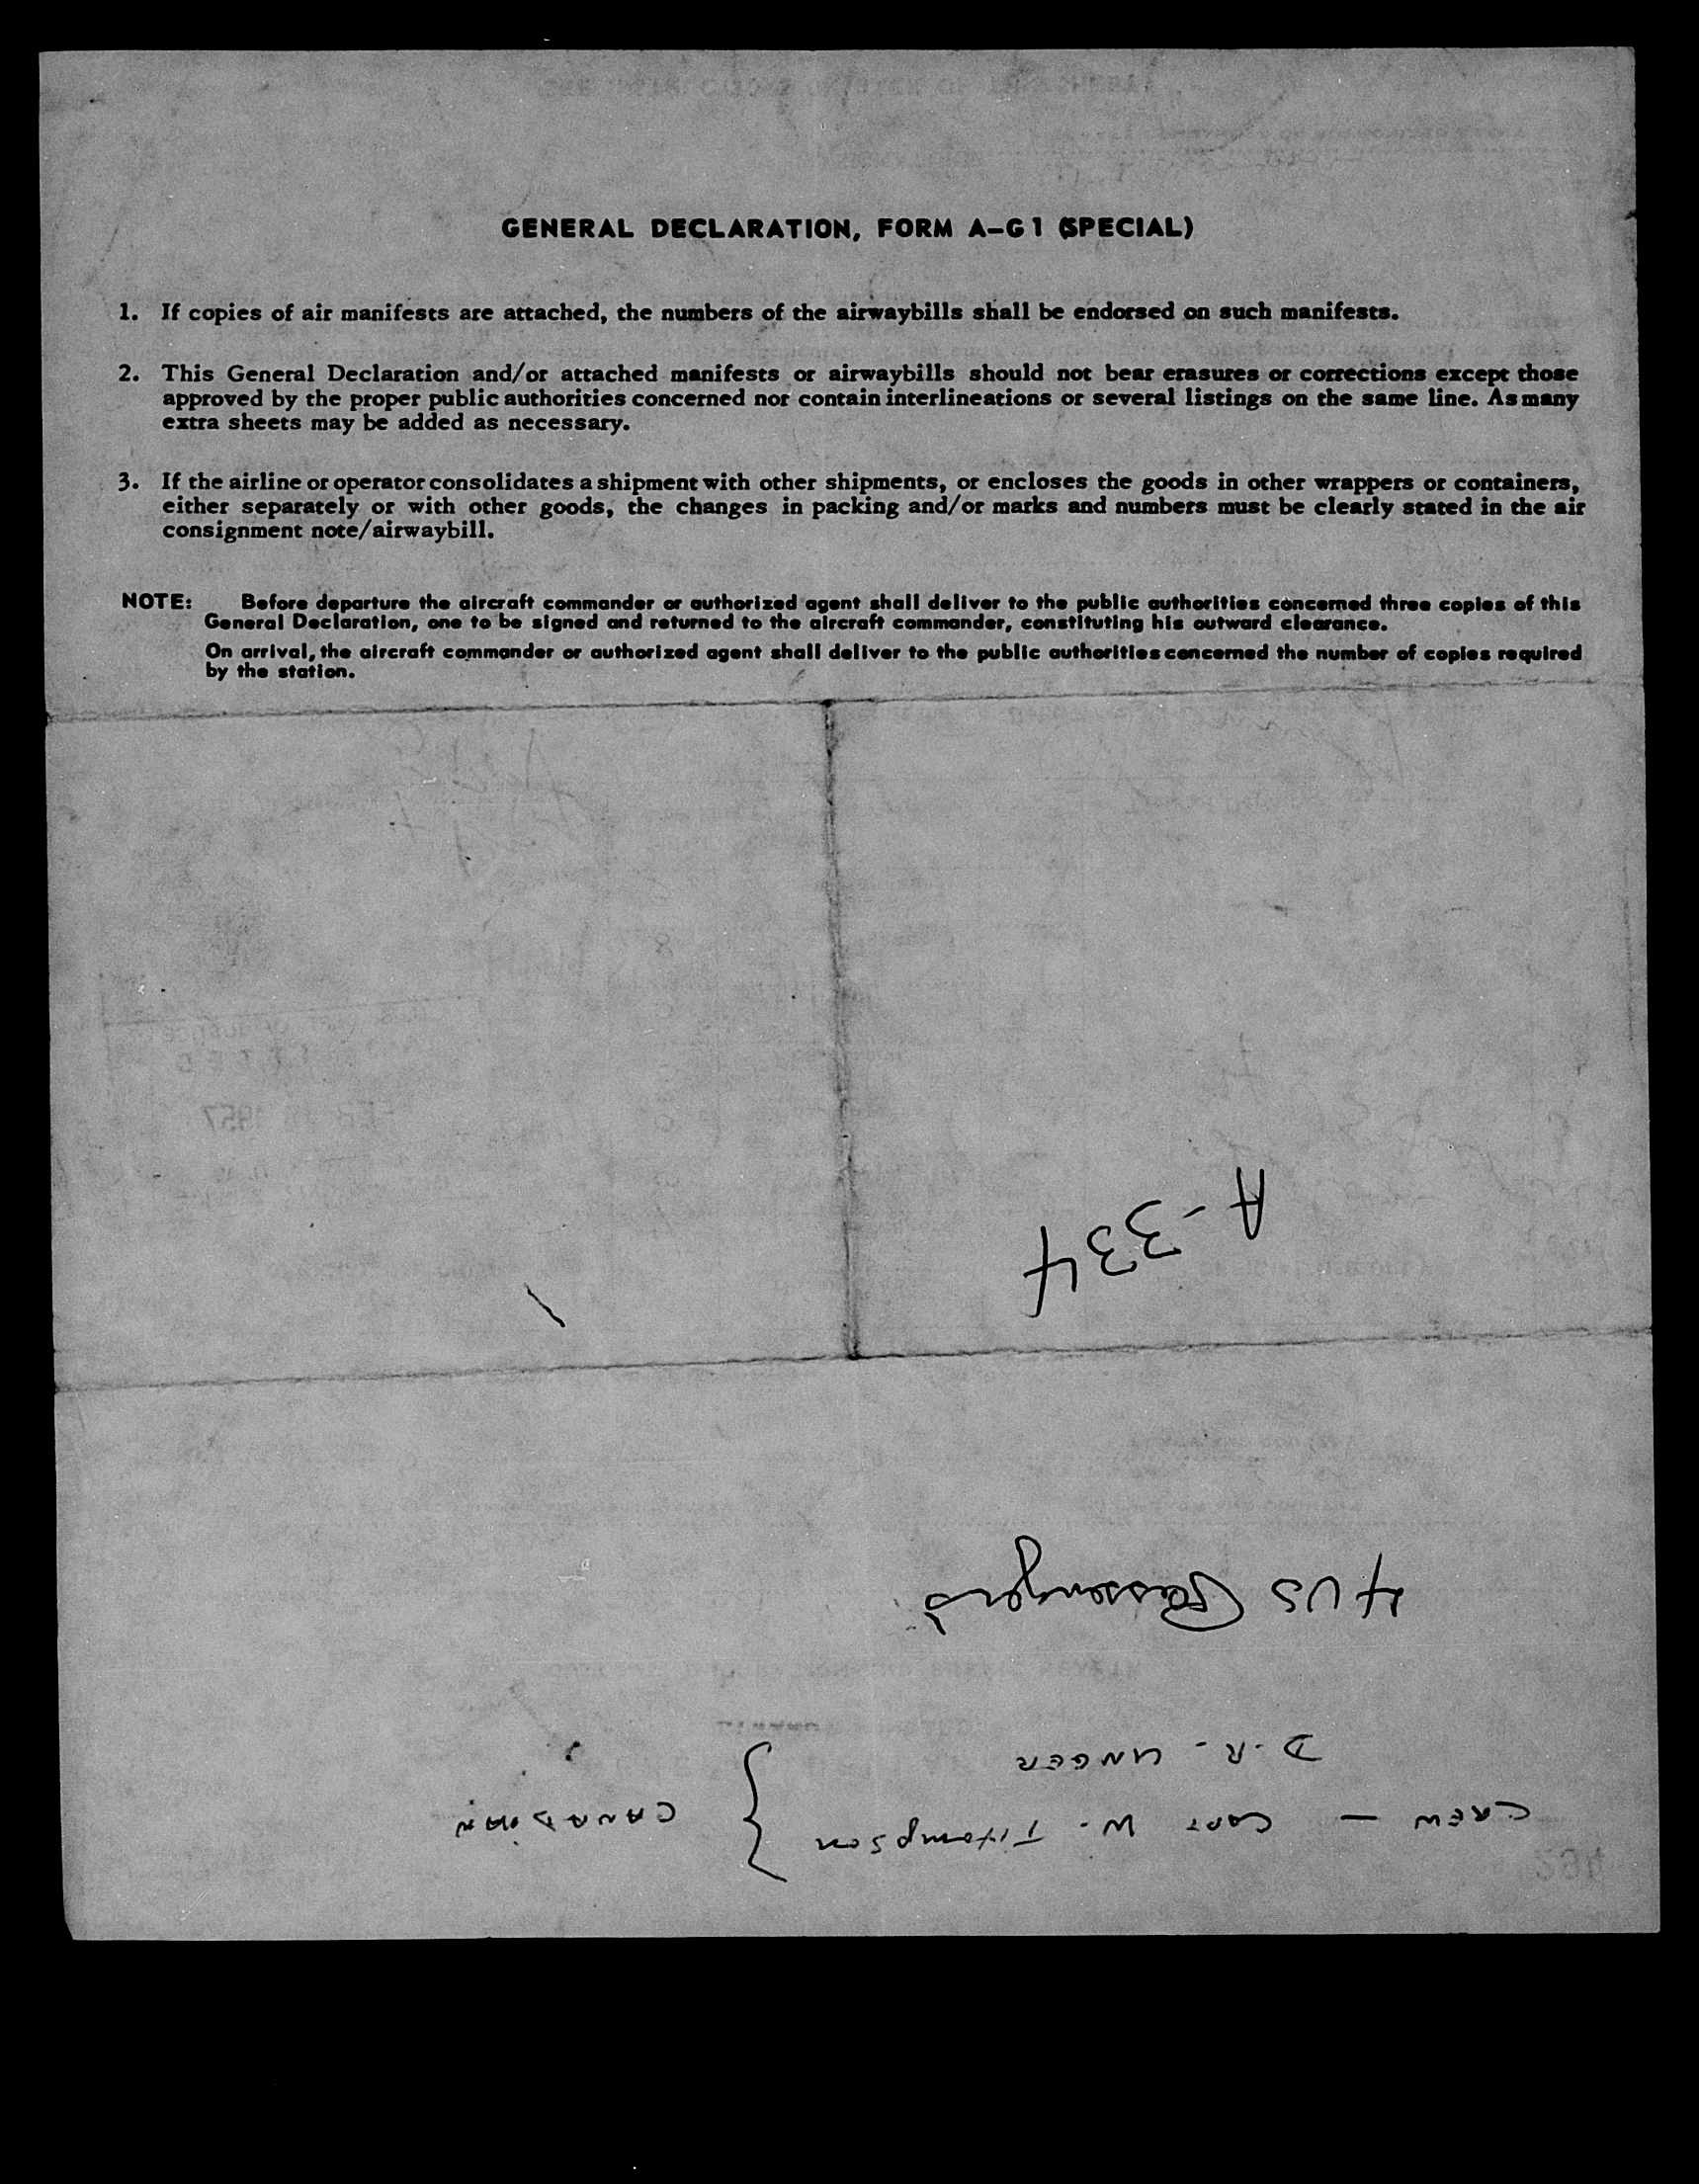 GENERAL DECLARATION, FORM A-G1 (SPECIAL)
1. If copies of air manifests are attached, the numbers of the airwaybills shall be endorsed on such manifests.
2. This General Declaration and/or attached manifests or airwaybills should not bear erasures or corrections except those
approved by the proper public authorities concerned nor contain interlineations or several listings on the same line. As many
extra sheets may be added as necessary.
3. If the airline or operator consolidates a shipment with other shipments, or encloses the goods in other wrappers or containers,
either separately or with other goods, the changes in packing and/or marks and numbers must be clearly stated in the air
consignment note/airwaybill.
NOTE: Before departure the aircraft commander or authorized agent shall deliver to the public authorities concerned three copies of this
General Declaration, one to be signed and returned to the aircraft commander, constituting his outward clearance.
On arrival, the aircraft commander or authorized agent shall deliver to the public authorities concerned the number of copies required
by the station.
CREW — CAPT W. THOMPSON } CANADIAN
D.R. UNGER
4 US Passengers
A-334